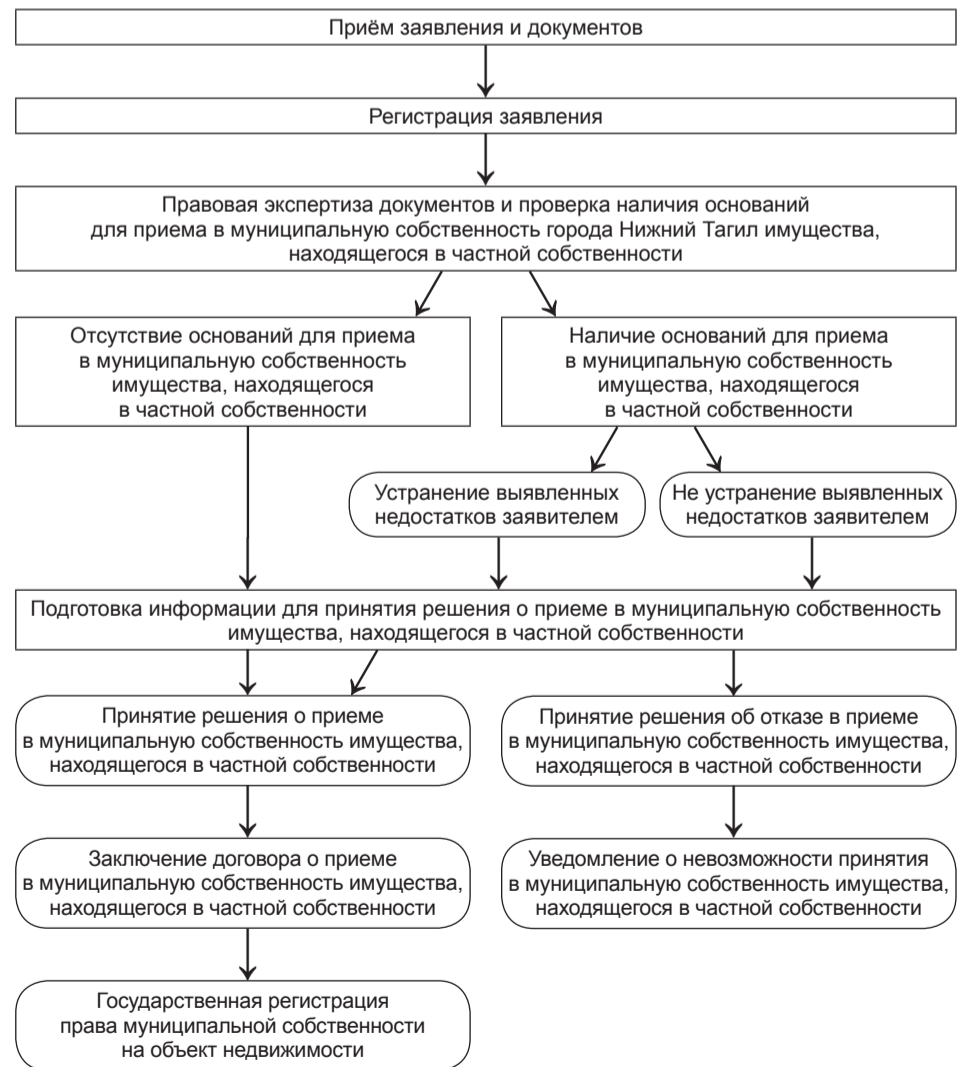 Приём заявления и документов
Регистрация заявления
Правовая экспертиза документов и проверка наличия оснований
для приема в муниципальную собственность города Нижний Тагил имущества,
находящегося в частной собственности
Отсутствие оснований для приема
в муниципальную собственность
имущества, находящегося
в частной собственности
Наличие оснований для приема
в муниципальную собственность
имущества, находящегося
в частной собственности
Устранение выявленных
недостатков заявителем
Не устранение выявленных
недостатков заявителем
Подготовка информации для принятия решения о приеме в муниципальную собственность
имущества, находящегося в частной собственности
Принятие решения о приеме
в муниципальную собственность имущества,
находящегося в частной собственности
Принятие решения об отказе в приеме
в муниципальную собственность имущества,
находящегося в частной собственности
Заключение договора о приеме
в муниципальную собственность имущества,
находящегося в частной собственности
Уведомление о невозможности принятия
в муниципальную собственность имущества,
находящегося в частной собственности
Государственная регистрация
права муниципальной собственности
на объект недвижимости